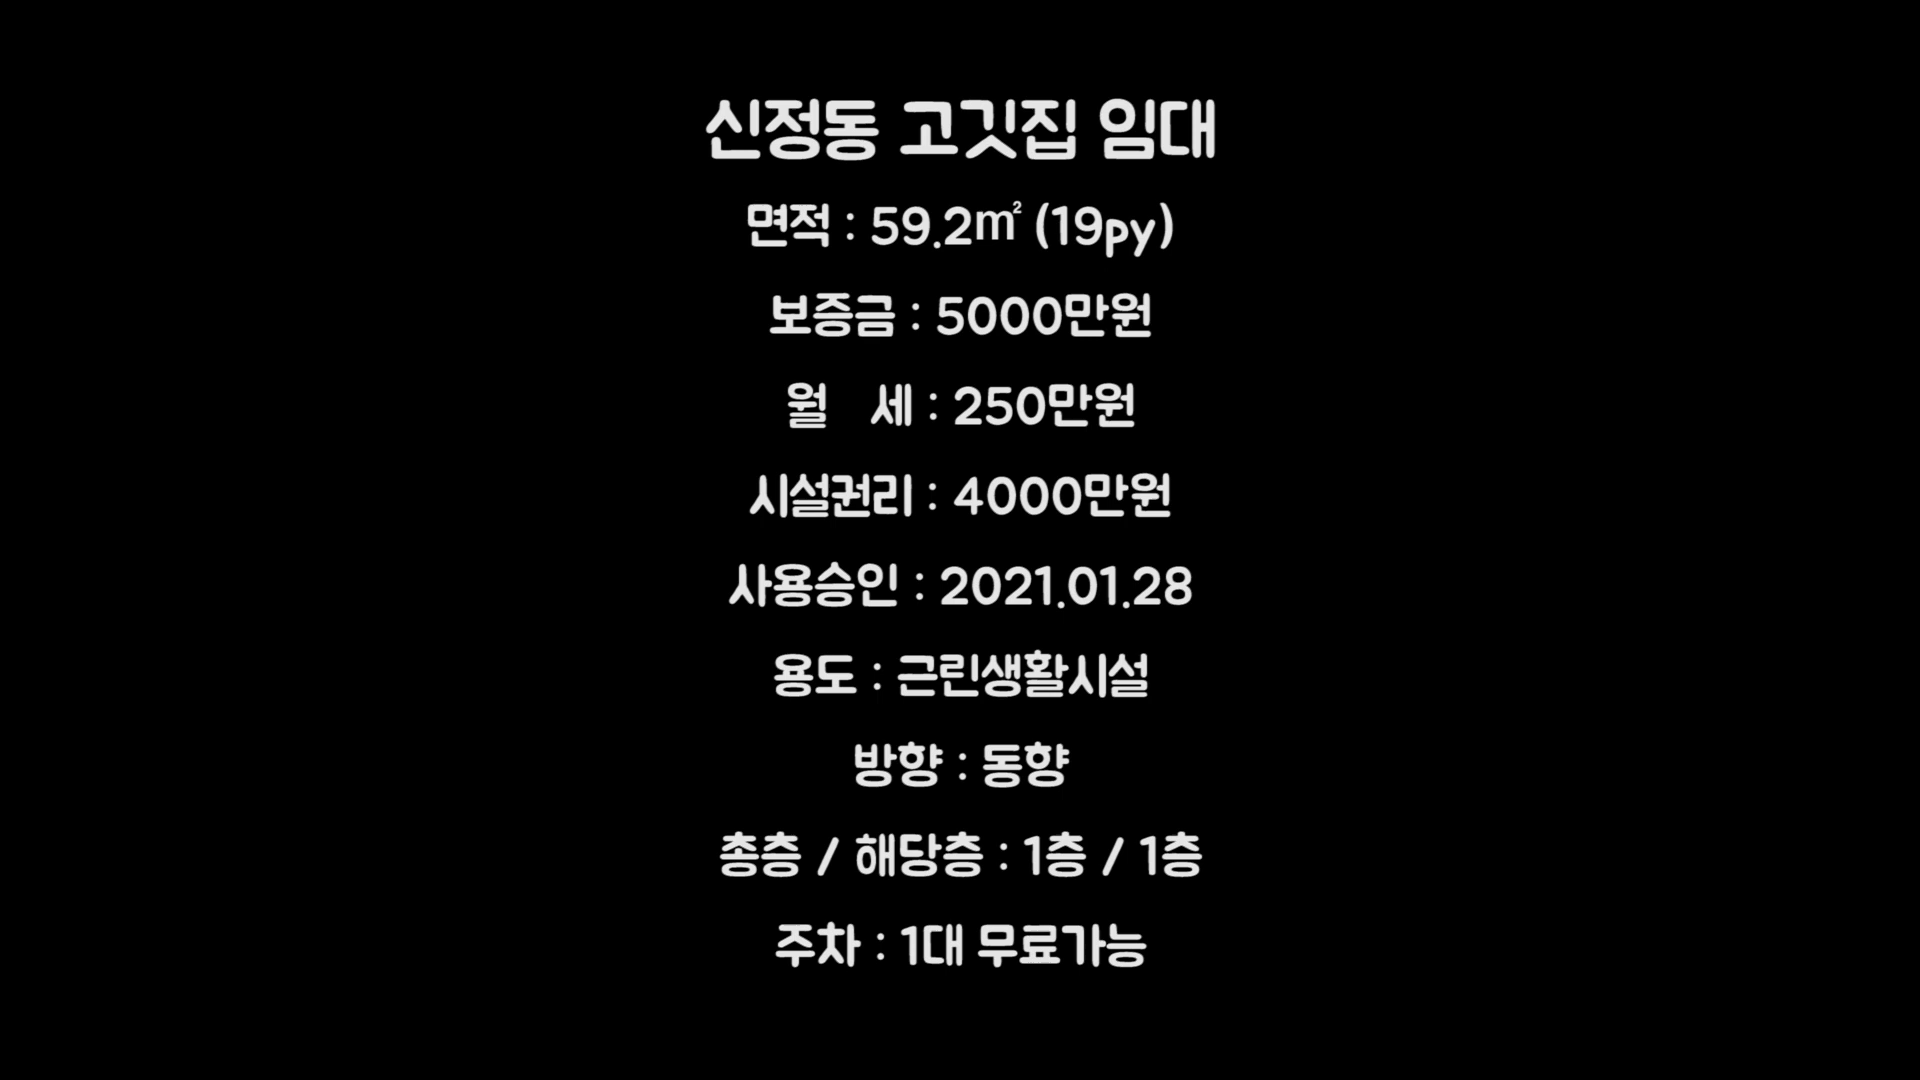 신정동 고깃집 임대
면적 : 59.2㎡ (19py)
보증금 : 5000만원
월 세 : 250만원
시설권리 : 4000만원
사용승인 : 2021.01.28
용도 : 근린생활시설
방향 : 동향
총층 / 해당층 : 1층 / 1층
주차 : 1대 무료가능